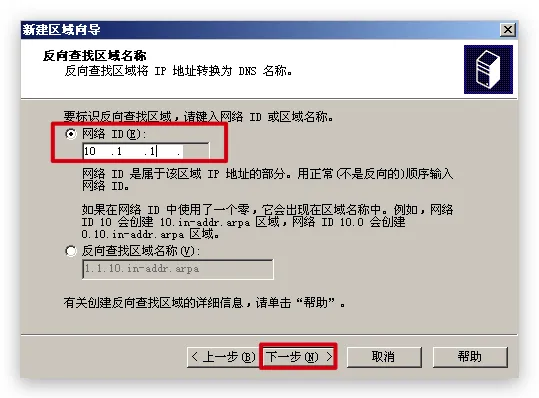 新建区域向导
反向查找区域名称
反向查找区域将 IP 地址转换为 DNS 名称。
要标识反向查找区域，请键入网络 ID 或区域名称。
网络 ID(E):
10 .1 .1 .
网络 ID 是属于该区域 IP 地址的部分。用正常(不是反向的)顺序输入
网络 ID。
如果在网络 ID 中使用了一个零，它会出现在区域名称中。例如，网络
ID 10 会创建 10.in-addr.arpa 区域，网络 ID 10.0 会创建
0.10.in-addr.arpa 区域。
反向查找区域名称(V):
1.1.10.in-addr.arpa
有关创建反向查找区域的详细信息，请单击“帮助”。
< 上一步(B) 下一步(N) > 取消 帮助